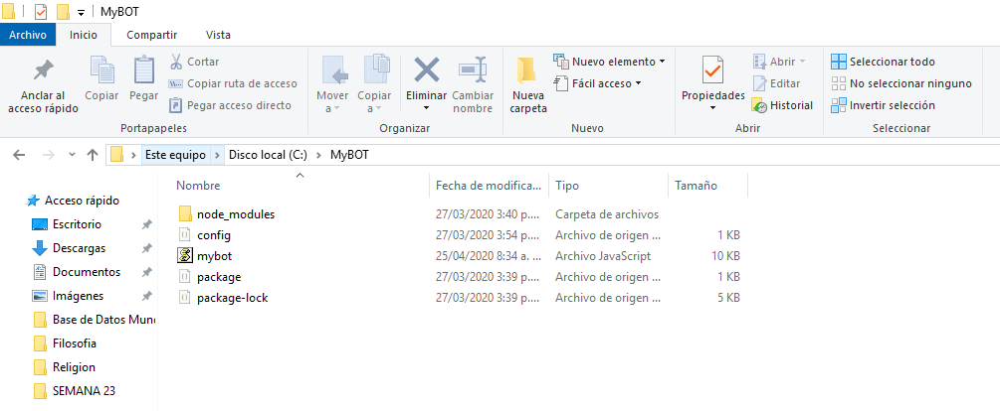 MyBOT
Archivo Inicio Compartir Vista
Anclar al acceso rápido
Copiar
Pegar
Cortar
Copiar ruta de acceso
Pegar acceso directo
Portapapeles
Mover a
Copiar a
Eliminar
Cambiar nombre
Organizar
Nueva carpeta
Nuevo elemento
Fácil acceso
Nuevo
Propiedades
Abrir
Editar
Historial
Abrir
Seleccionar todo
No seleccionar ninguno
Invertir selección
Seleccionar
Este equipo Disco local (C:) MyBOT
Nombre Fecha de modifica... Tipo Tamaño
Acceso rápido
Escritorio
Descargas
Documentos
Imágenes
Base de Datos Mun
Filosofia
Religion
SEMANA 23
node_modules 27/03/2020 3:40 p.... Carpeta de archivos
config 27/03/2020 3:54 p.... Archivo de origen ... 1 KB
mybot 25/04/2020 8:34 a. ... Archivo JavaScript 10 KB
package 27/03/2020 3:39 p.... Archivo de origen ... 1 KB
package-lock 27/03/2020 3:39 p.... Archivo de origen ... 5 KB